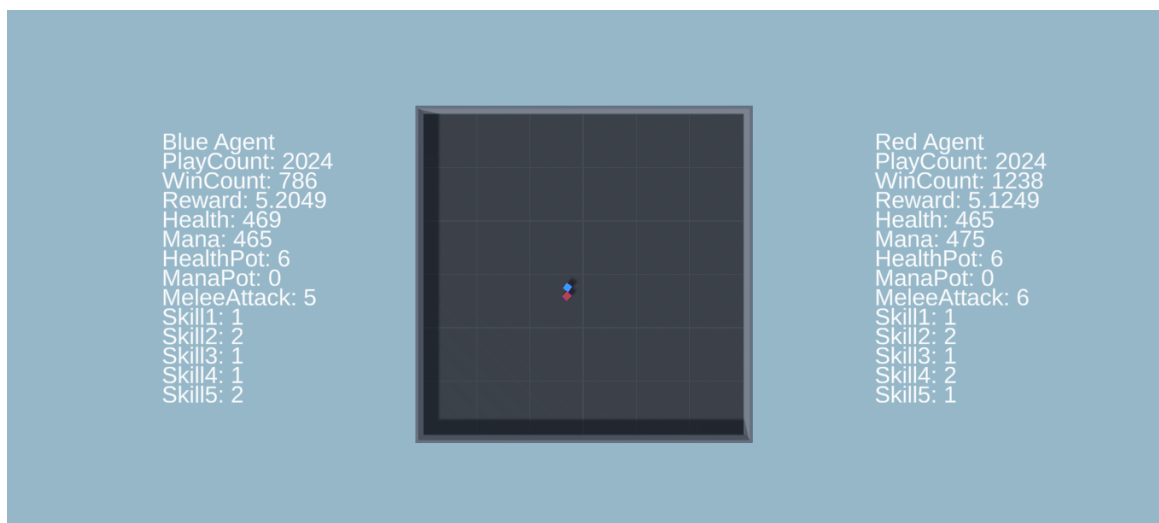 Blue Agent
PlayCount: 2024
WinCount: 786
Reward: 5.2049
Health: 469
Mana: 465
HealthPot: 6
ManaPot: 0
MeleeAttack: 5
Skill1: 1
Skill2: 2
Skill3: 1
Skill4: 1
Skill5: 2
Red Agent
PlayCount: 2024
WinCount: 1238
Reward: 5.1249
Health: 465
Mana: 475
HealthPot: 6
ManaPot: 0
MeleeAttack: 6
Skill1: 1
Skill2: 2
Skill3: 1
Skill4: 2
Skill5: 1